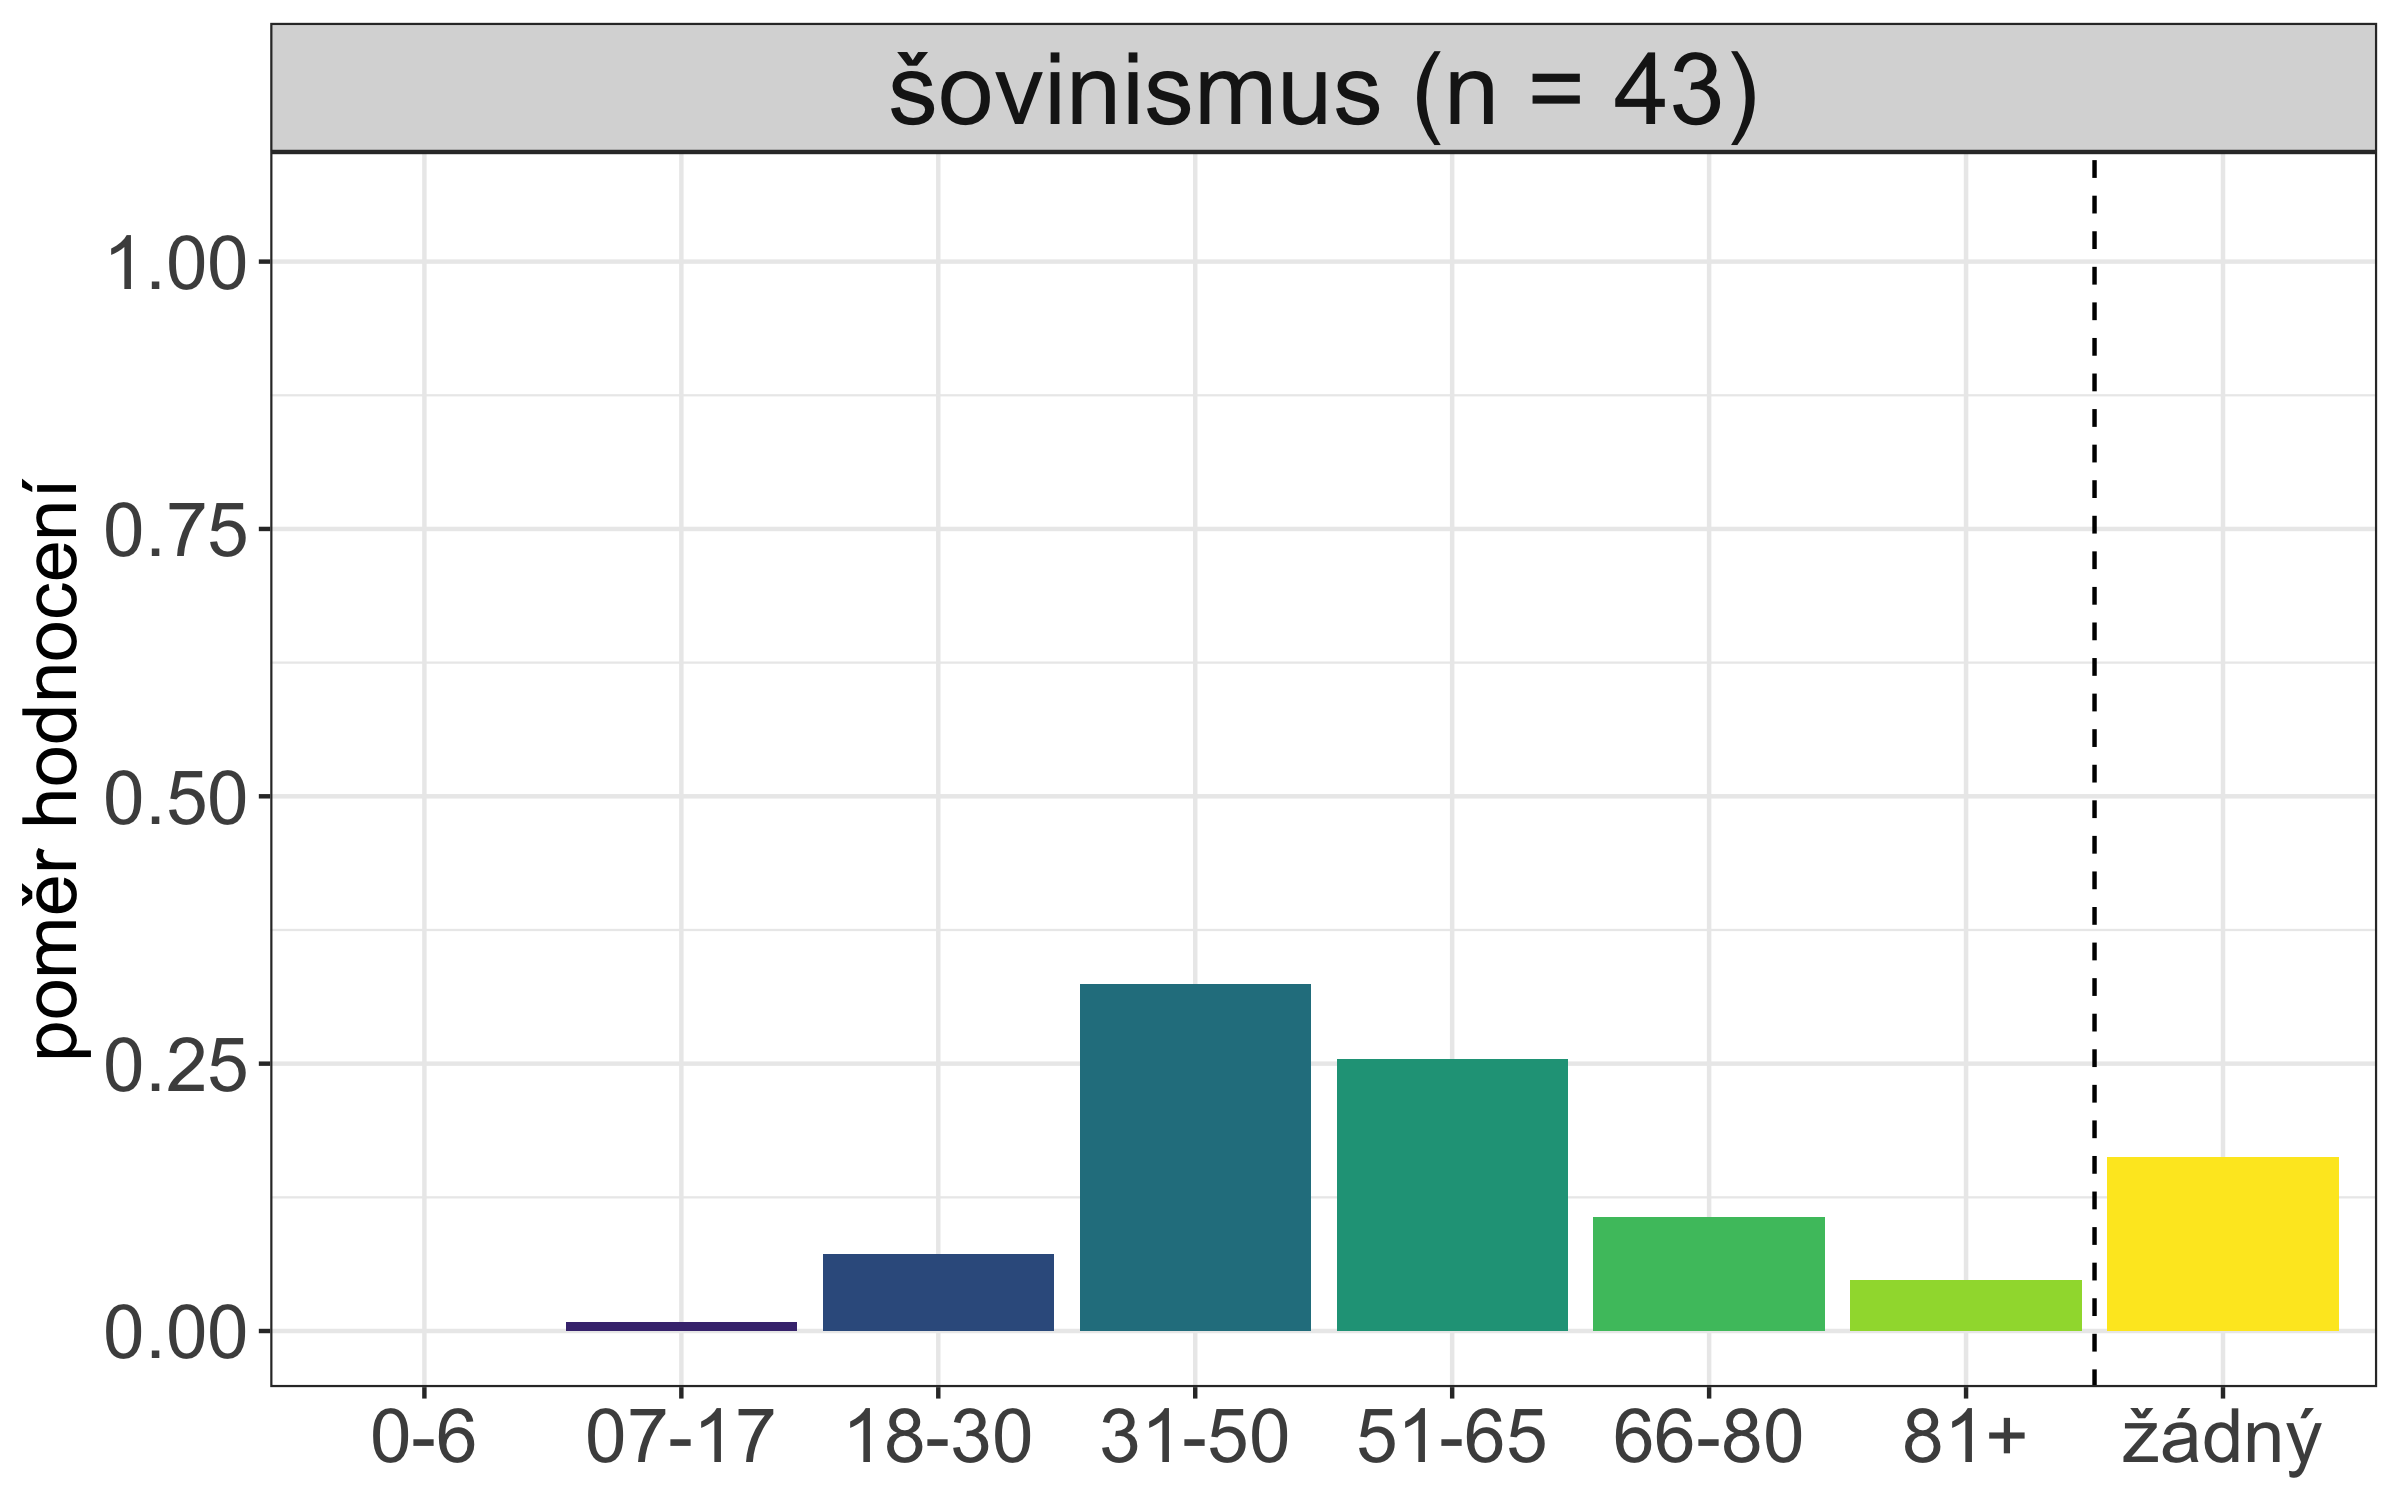 šovinismus (n = 43)
poměr hodnocení
1.00
0.75
0.50
0.25
0.00
0-6 07-17 18-30 31-50 51-65 66-80 81+ žádný